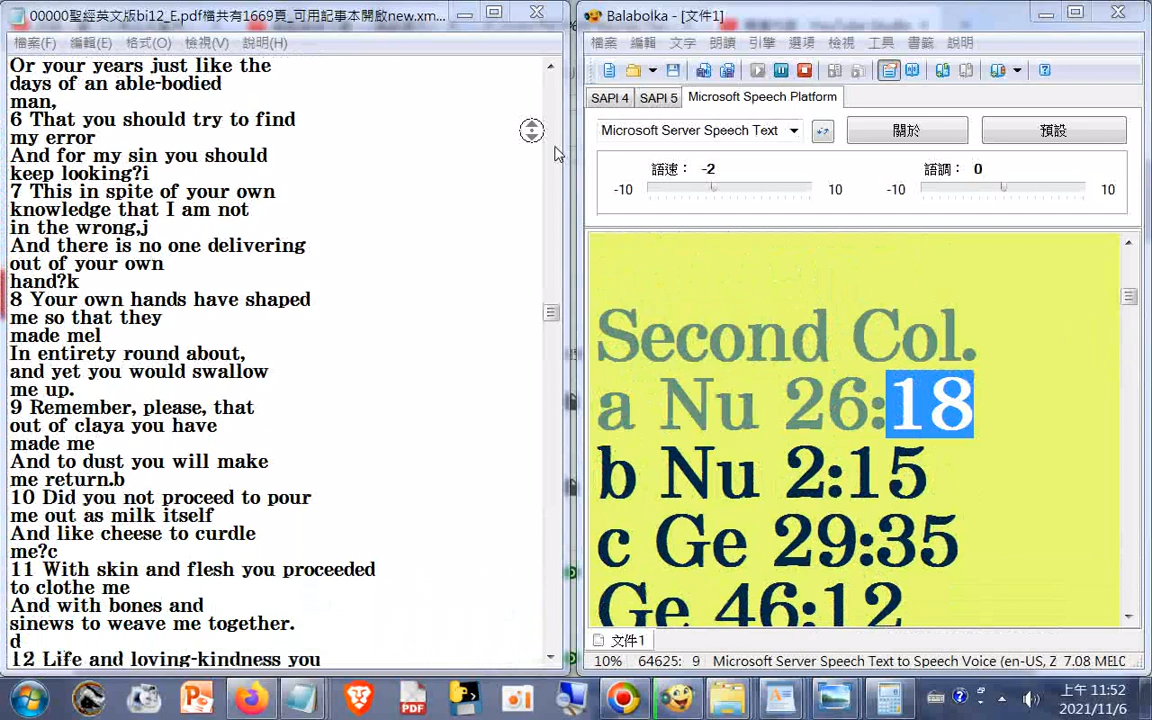 00000聖經英文版bi12_E.pdf檔共有1669頁_可用記事本開啟new.xm...
檔案(F) 編輯(E) 格式(O) 檢視(V) 說明(H)
Or your years just like the
days of an able-bodied
man,
6 That you should try to find
my error
And for my sin you should
keep looking?i
7 This in spite of your own
knowledge that I am not
in the wrong,j
And there is no one delivering
out of your own
hand?k
8 Your own hands have shaped
me so that they
made mel
In entirety round about,
and yet you would swallow
me up.
9 Remember, please, that
out of claya you have
made me
And to dust you will make
me return.b
10 Did you not proceed to pour
me out as milk itself
And like cheese to curdle
me?c
11 With skin and flesh you proceeded
to clothe me
And with bones and
sinews to weave me together.
d
12 Life and loving-kindness you
Balabolka - [文件1]
檔案 編輯 文字 朗讀 引擎 選項 檢視 工具 書籤 說明
SAPI 4 SAPI 5 Microsoft Speech Platform
Microsoft Server Speech Text 關於 預設
語速: -2 語調: 0
-10 10 -10 10
Second Col.
a Nu 26:18
b Nu 2:15
c Ge 29:35
Ge 46:12
文件1
10% 64625: 9 Microsoft Server Speech Text to Speech Voice (en-US, Z 7.08 MELO
PDF
上午 11:52
2021/11/6